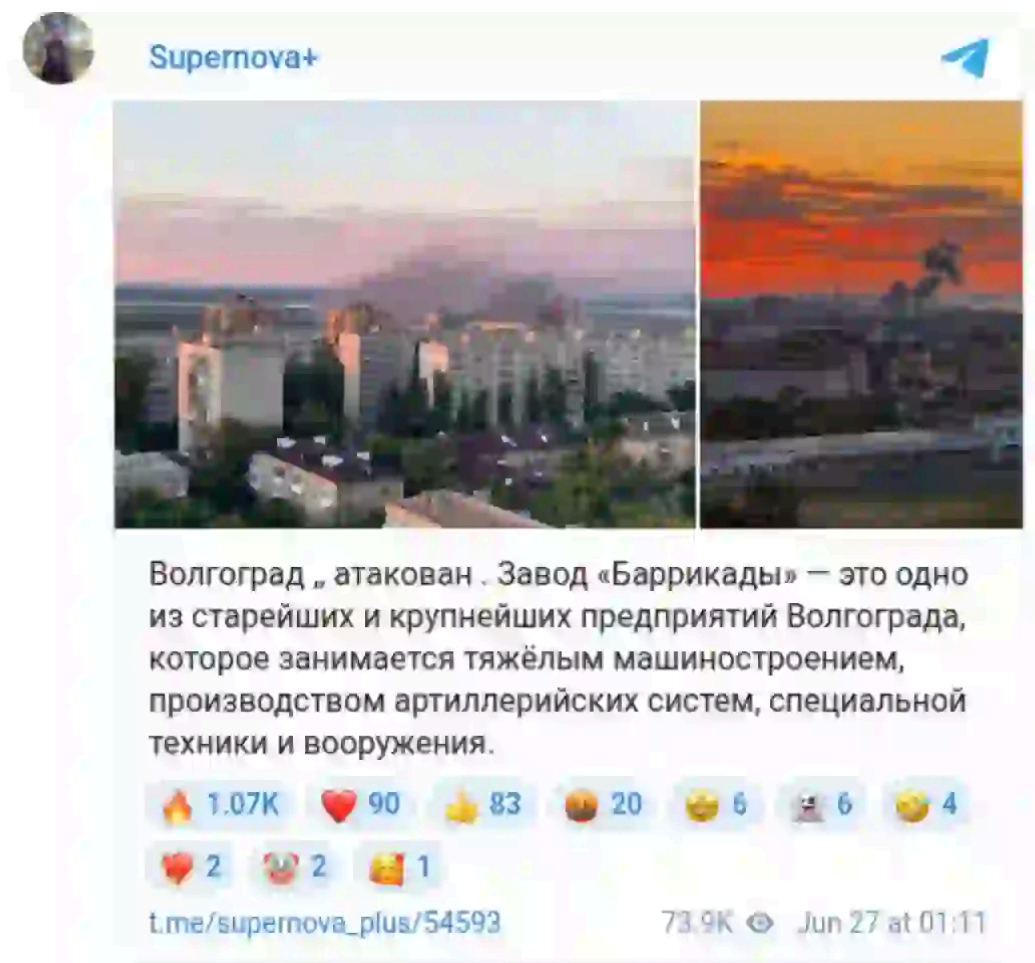 Supernova+
Волгоград „ атакован . Завод «Баррикады» — это одно
из старейших и крупнейших предприятий Волгограда,
которое занимается тяжёлым машиностроением,
производством артиллерийских систем, специальной
техники и вооружения.
1.07K 90 83 20 6 6 4
2 2 1
t.me/supernova_plus/54593 73.9K Jun 27 at 01:11